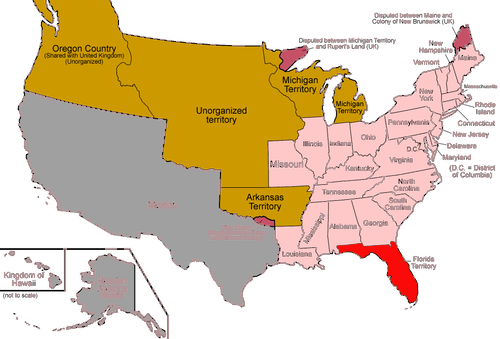 Disputed between Maine and
Colony of New Brunswick (UK)
Disputed between Michigan Territory
and Rupert's Land (UK)
Oregon Country
(Shared with United Kingdom)
(Unorganized)
New
Hampshire
Vermont
Maine
Michigan
Territory
Massachusetts
New
York
Michigan
Territory
Rhode
Island
Unorganized
territory
Connecticut
Pennsylvania
New Jersey
Illinois
Indiana
Ohio
Delaware
D.C.
Maryland
(D.C. = District
of Columbia)
Missouri
Virginia
Kentucky
North
Carolina
Tennessee
Arkansas
Territory
South
Carolina
Mississippi
Alabama
Georgia
Louisiana
Florida
Territory
Kingdom of
Hawaii
(not to scale)